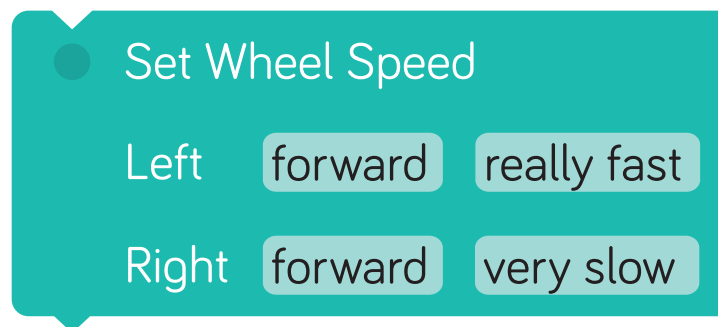 Set Wheel Speed
Left forward really fast
Right forward very slow